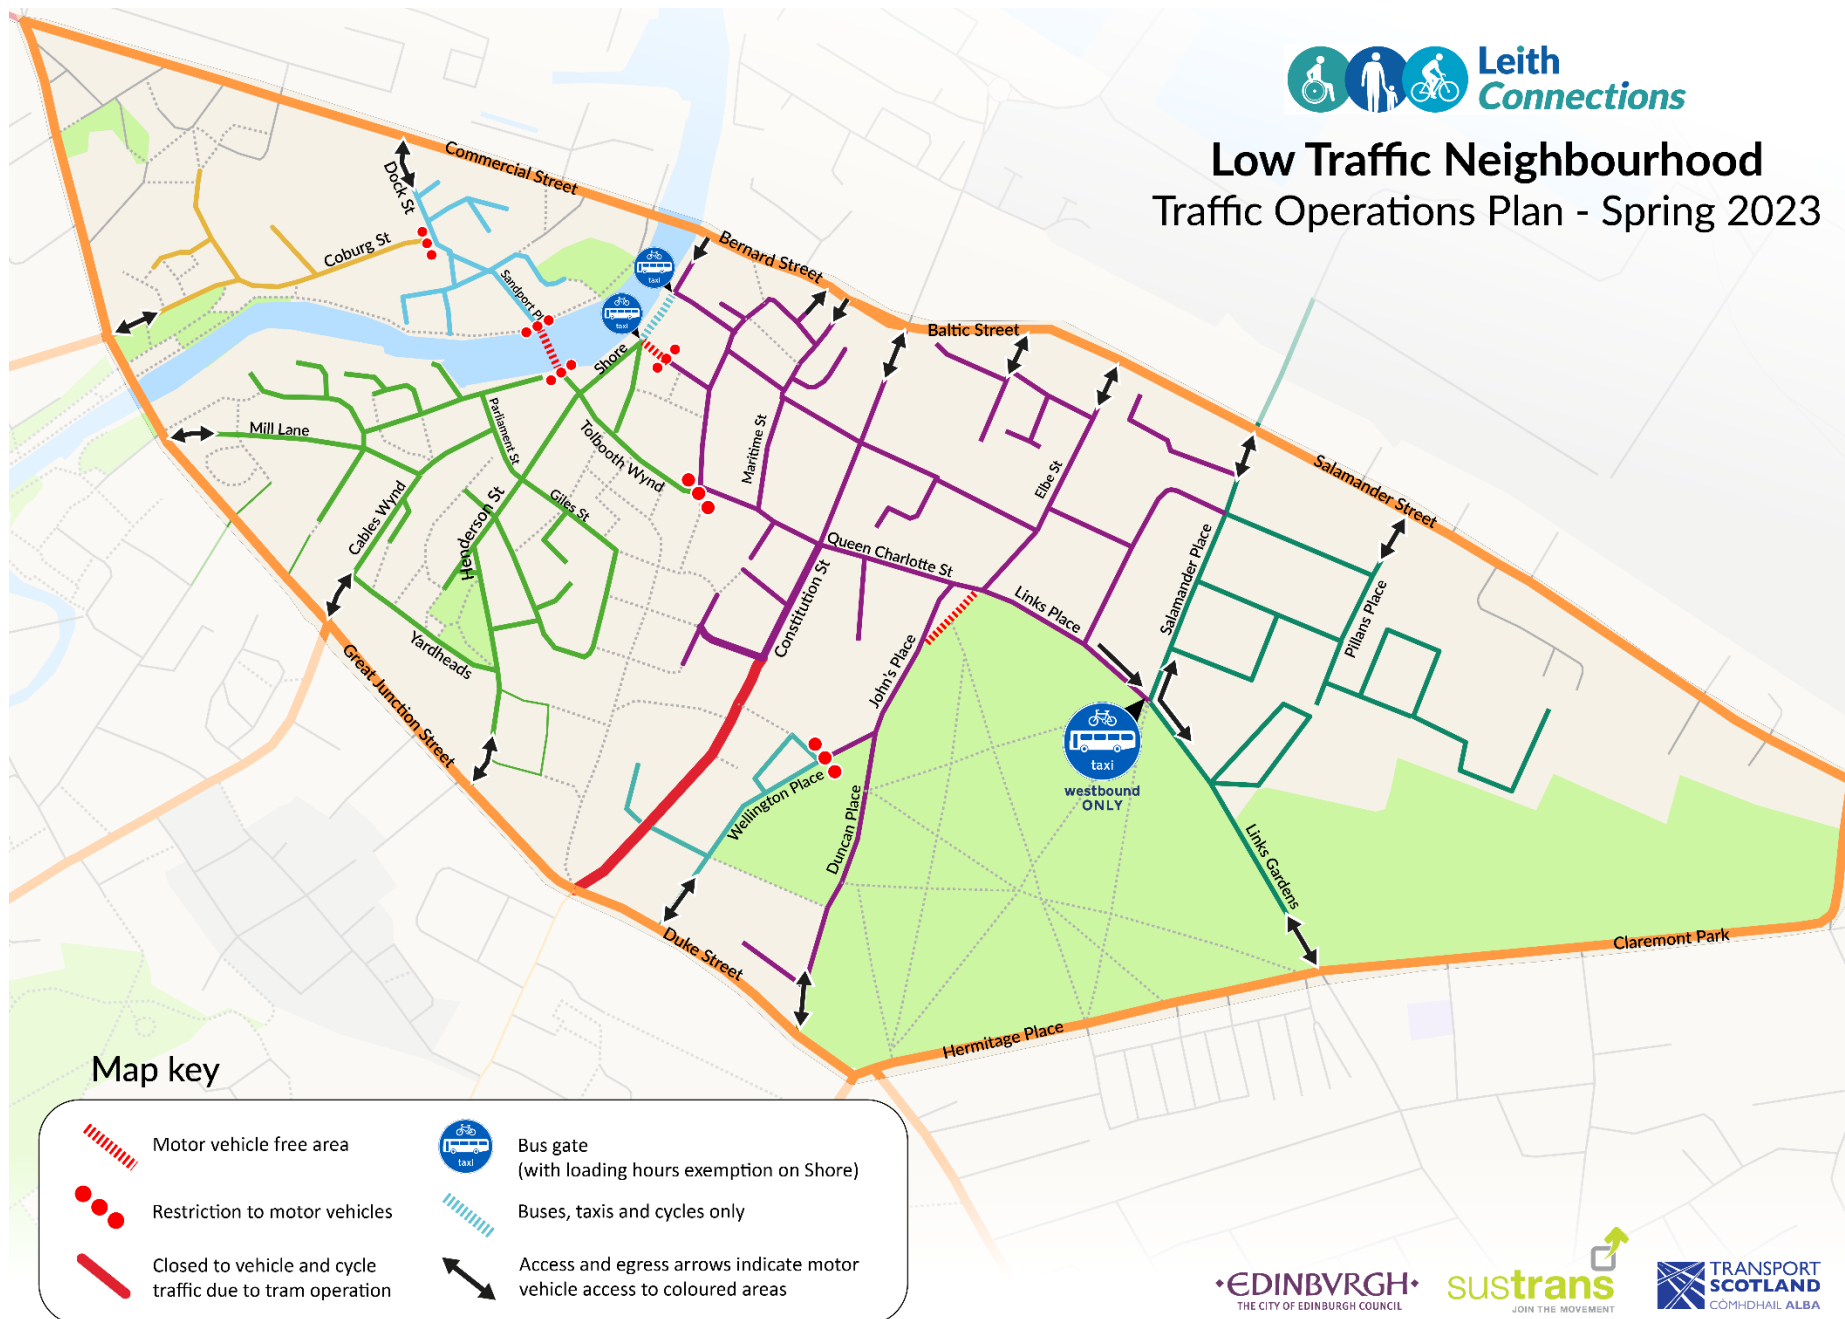 Leith
Connections
Low Traffic Neighbourhood
Traffic Operations Plan - Spring 2023
Commercial Street
Dock St
Coburg St
Sandport Pl
Bernard Street
taxi
taxi
Baltic Street
Shore
Mill Lane
Parliament St
Tolbooth Wynd
Maritime St
Elbe St
Salamander Street
Cables Wynd
Henderson St
Giles St
Queen Charlotte St
Constitution St
Links Place
Salamander Place
Pillans Place
Yardheads
Great Junction Street
John's Place
taxi
westbound
ONLY
Wellington Place
Duncan Place
Links Gardens
Duke Street
Claremont Park
Hermitage Place
Map key
Motor vehicle free area
Restriction to motor vehicles
Closed to vehicle and cycle
traffic due to tram operation
taxi
Bus gate
(with loading hours exemption on Shore)
Buses, taxis and cycles only
Access and egress arrows indicate motor
vehicle access to coloured areas
•EDINBVRGH•
THE CITY OF EDINBURGH COUNCIL
sustrans
JOIN THE MOVEMENT
TRANSPORT
SCOTLAND
CÒMHDHAIL ALBA